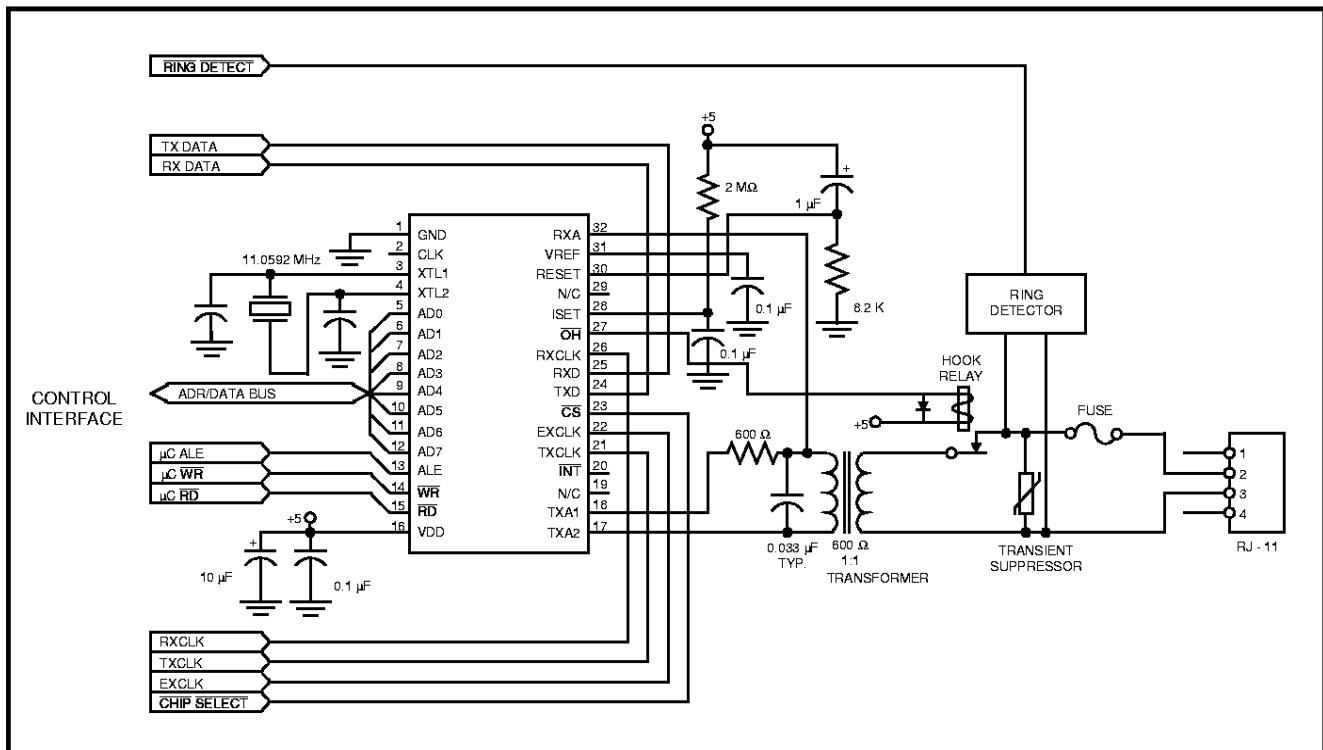 RING DETECT
TX DATA
RX DATA
+5
2 MΩ
+
1 µF
8.2 K
11.0592 MHz
1
GND
2
CLK
3
XTL1
4
XTL2
5
AD0
6
AD1
7
AD2
8
AD3
9
AD4
10
AD5
11
AD6
12
AD7
13
ALE
14
WR
15
RD
16
VDD
RXA
32
VREF
31
RESET
30
N/C
29
ISET
28
OH
27
RXCLK
26
RXD
25
TXD
24
CS
23
EXCLK
22
TXCLK
21
INT
20
N/C
19
TXA1
18
TXA2
17
0.1 µF
0.1 µF
RING
DETECTOR
HOOK
RELAY
+5
FUSE
CONTROL
INTERFACE
ADR/DATA BUS
µC ALE
µC WR
µC RD
+5
+
10 µF
0.1 µF
600 Ω
0.033 µF
TYP.
600 Ω
1:1
TRANSFORMER
TRANSIENT
SUPPRESSOR
1
2
3
4
RJ - 11
RXCLK
TXCLK
EXCLK
CHIP SELECT